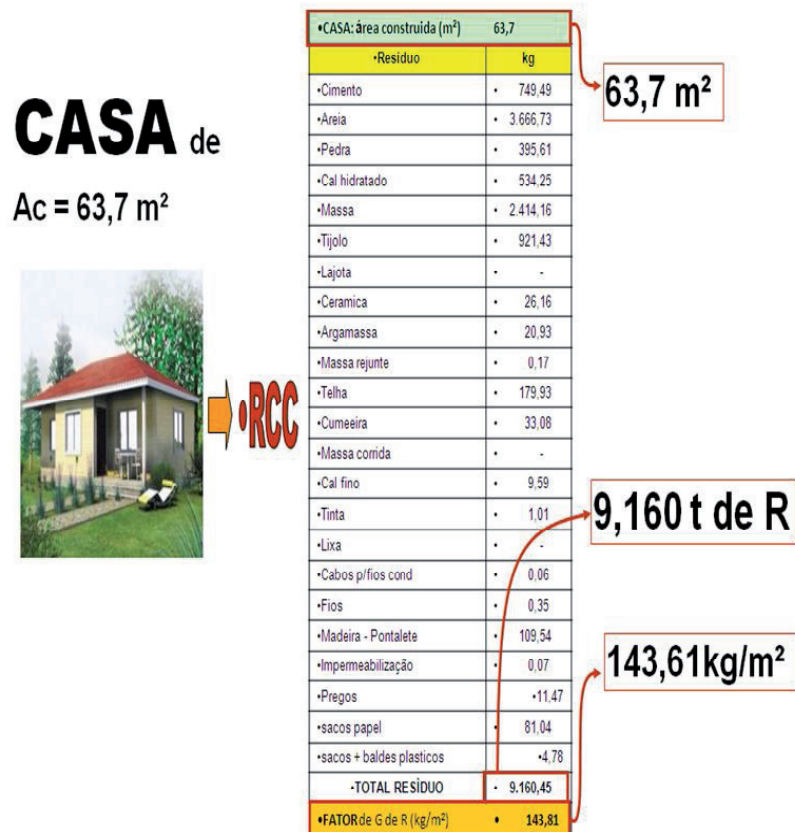 CASA de
Ac = 63,7 m²
•RCC
•CASA: área construida (m²) 63,7
•Resíduo kg
•Cimento • 749,49
•Areia • 3.666,73
•Pedra • 395,61
•Cal hidratado • 534,25
•Massa • 2.414,16
•Tijolo • 921,43
•Lajota • -
•Ceramica • 26,16
•Argamassa • 20,93
•Massa rejunte • 0,17
•Telha • 179,93
•Cumeeira • 33,08
•Massa corrida • -
•Cal fino • 9,59
•Tinta • 1,01
•Lixa • -
•Cabos p/fios cond • 0,06
•Fios • 0,35
•Madeira - Pontalete • 109,54
•Impermeabilização • 0,07
•Pregos •11,47
•sacos papel • 81,04
•sacos + baldes plasticos •4,78
-TOTAL RESÍDUO - 9.160,45
•FATOR de G de R (kg/m²) • 143,81
63,7 m²
9,160 t de R
143,61kg/m²